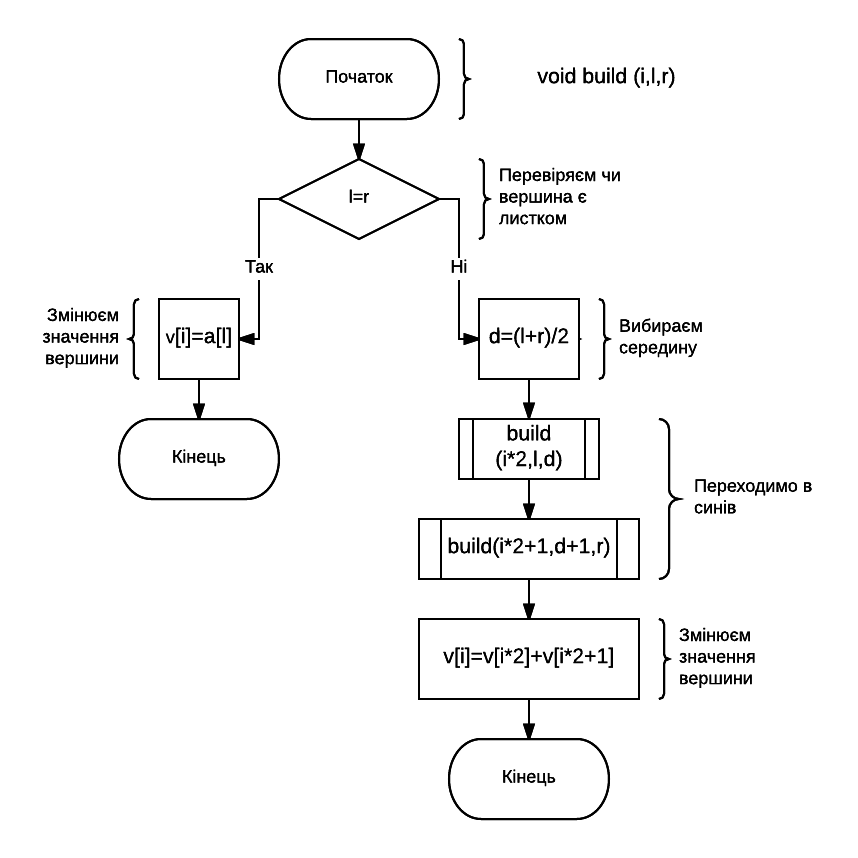 Початок
void build (i,l,r)
l=r
Перевіряєм чи
вершина є
листком
Так
Ні
Змінюєм
значення
вершини
v[i]=a[l]
d=(l+r)/2
Вибираєм
середину
Кінець
build
(i*2,l,d)
Переходимо в
синів
build(i*2+1,d+1,r)
v[i]=v[i*2]+v[i*2+1]
Змінюєм
значення
вершини
Кінець